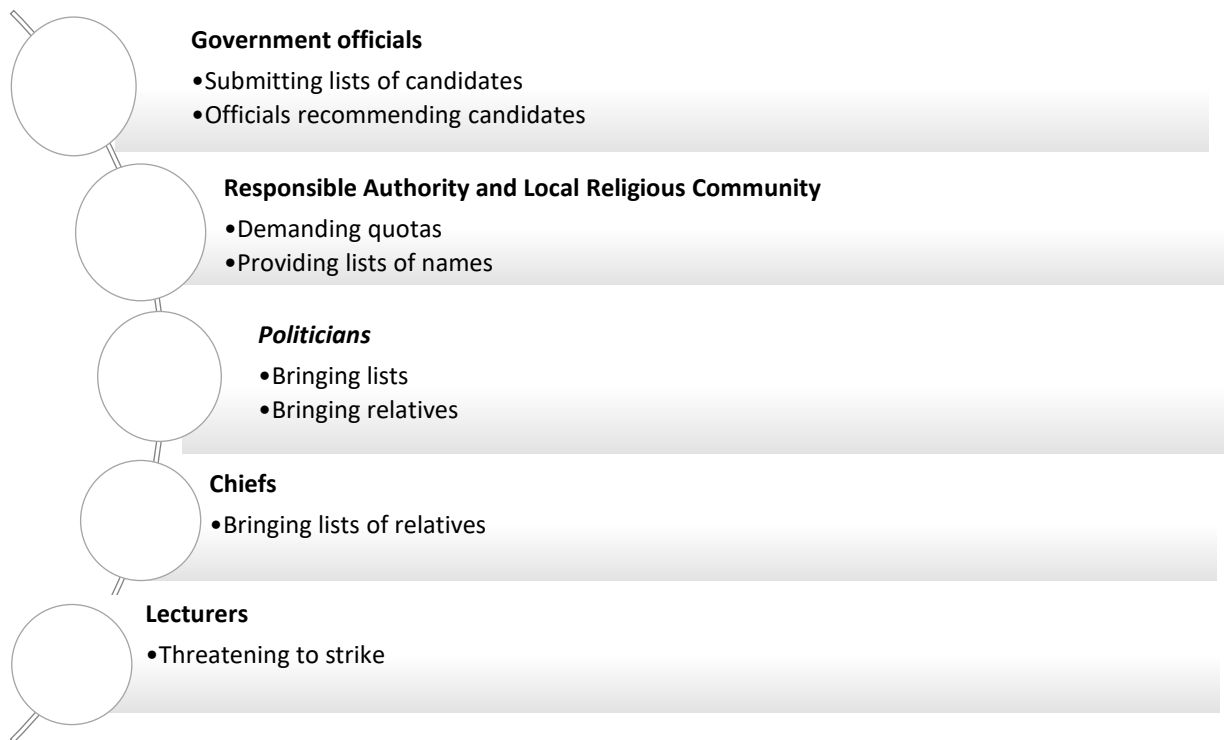 Government officials
•Submitting lists of candidates
•Officials recommending candidates
Responsible Authority and Local Religious Community
•Demanding quotas
•Providing lists of names
Politicians
•Bringing lists
•Bringing relatives
Chiefs
•Bringing lists of relatives
Lecturers
•Threatening to strike